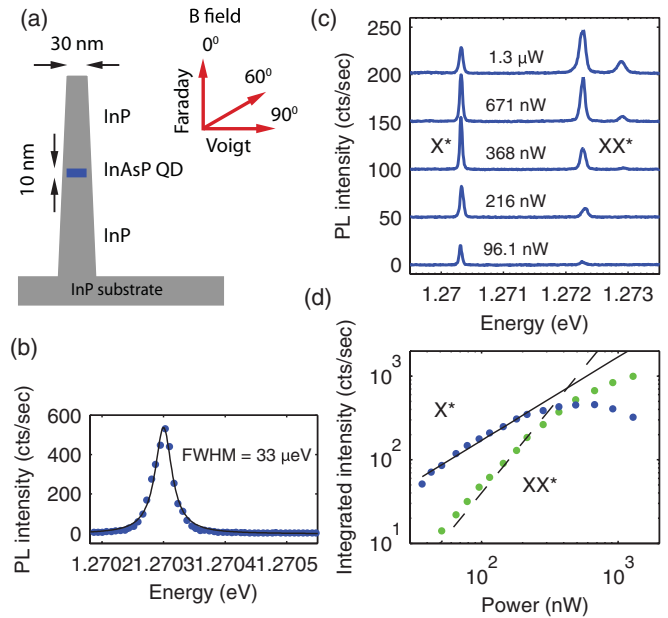 (a)
30 nm
B field
0⁰
60⁰
90⁰
Faraday
Voigt
InP
10 nm
InAsP QD
InP
InP substrate
(b)
PL intensity (cts/sec)
600
400
200
0
FWHM = 33 µeV
1.2702
1.2703
1.2704
1.2705
Energy (eV)
(c)
PL intensity (cts/sec)
250
200
150
100
50
0
1.3 µW
671 nW
X*
XX*
368 nW
216 nW
96.1 nW
1.27
1.271
1.272
1.273
Energy (eV)
(d)
Integrated intensity (cts/sec)
10³
10²
10¹
X*
XX*
10²
10³
Power (nW)